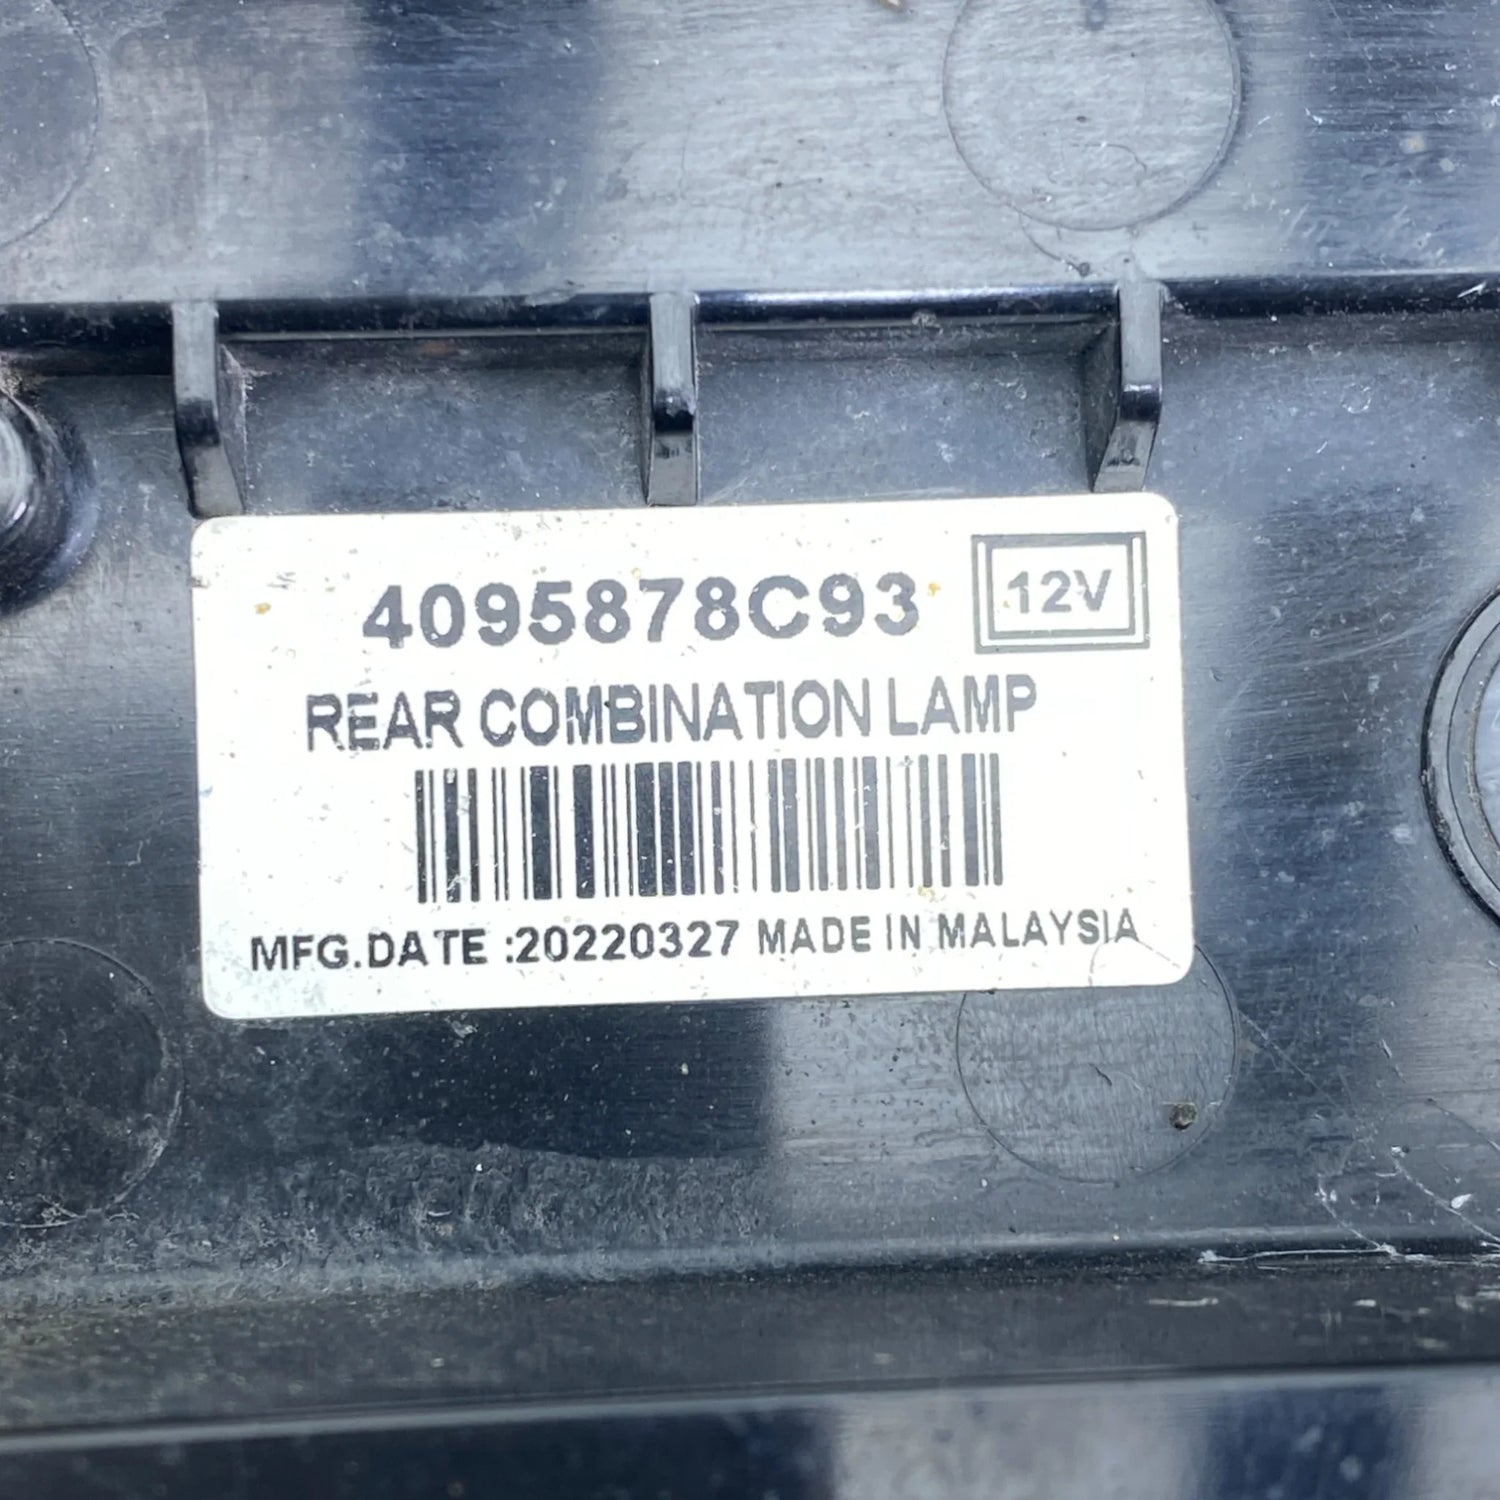 4095878C93
12V
REAR COMBINATION LAMP
MFG.DATE :20220327 MADE IN MALAYSIA